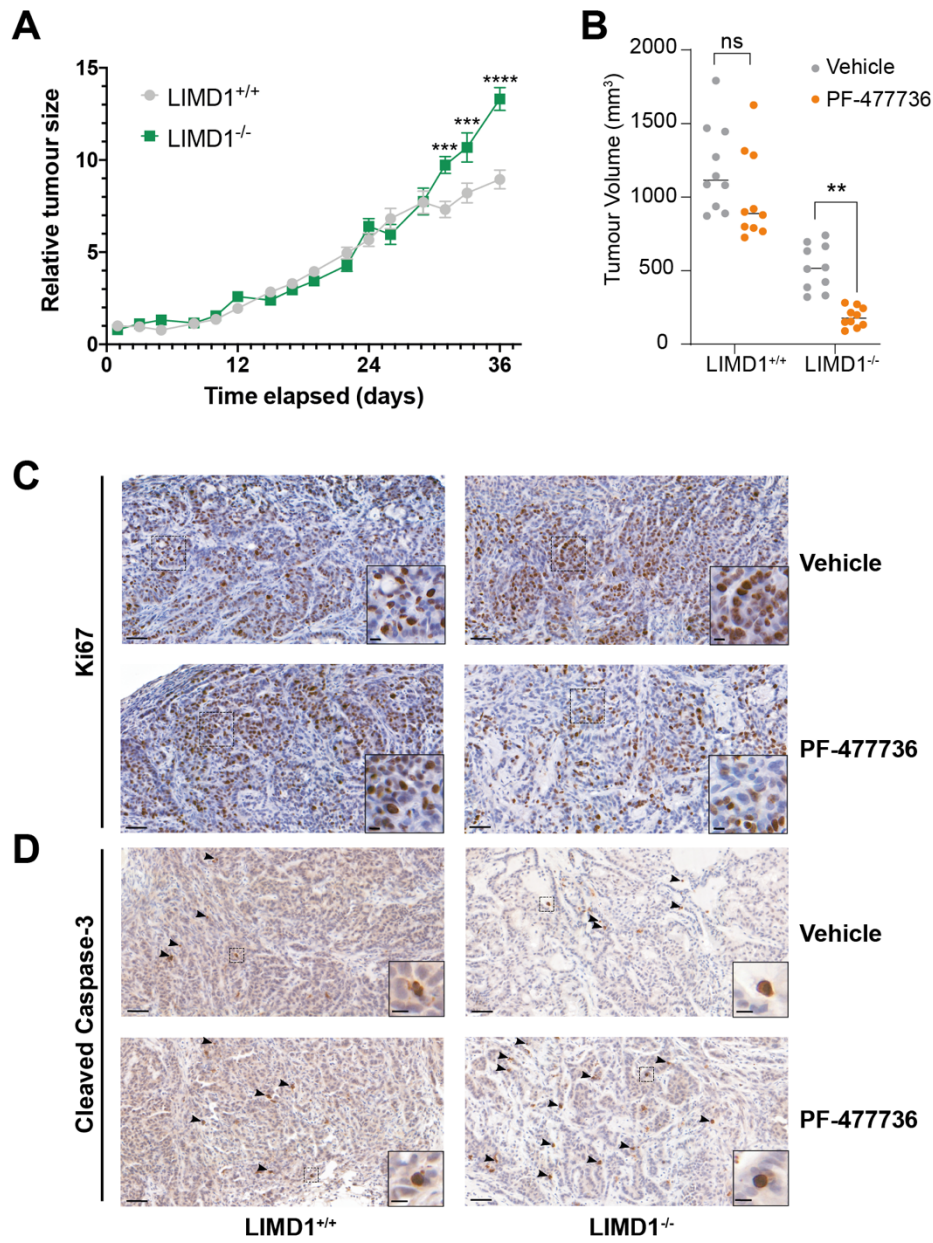 A
15
10
5
0
Relative tumour size
LIMD1+/+
LIMD1-/-
***
***
****
0
12
24
36
Time elapsed (days)
B
2000
1500
1000
500
0
Tumour Volume (mm³)
ns
**
Vehicle
PF-477736
LIMD1+/+
LIMD1-/-
C
Ki67
Vehicle
PF-477736
D
Cleaved Caspase-3
Vehicle
PF-477736
LIMD1+/+
LIMD1-/-